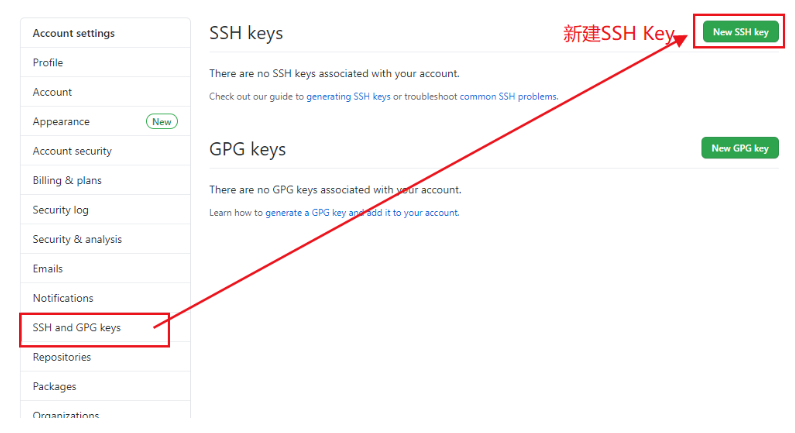 Account settings
Profile
Account
Appearance New
Account security
Billing & plans
Security log
Security & analysis
Emails
Notifications
SSH and GPG keys
Repositories
Packages
Organizations
SSH keys
新建SSH Key
New SSH key
There are no SSH keys associated with your account.
Check out our guide to generating SSH keys or troubleshoot common SSH problems.
GPG keys
New GPG key
There are no GPG keys associated with your account.
Learn how to generate a GPG key and add it to your account.